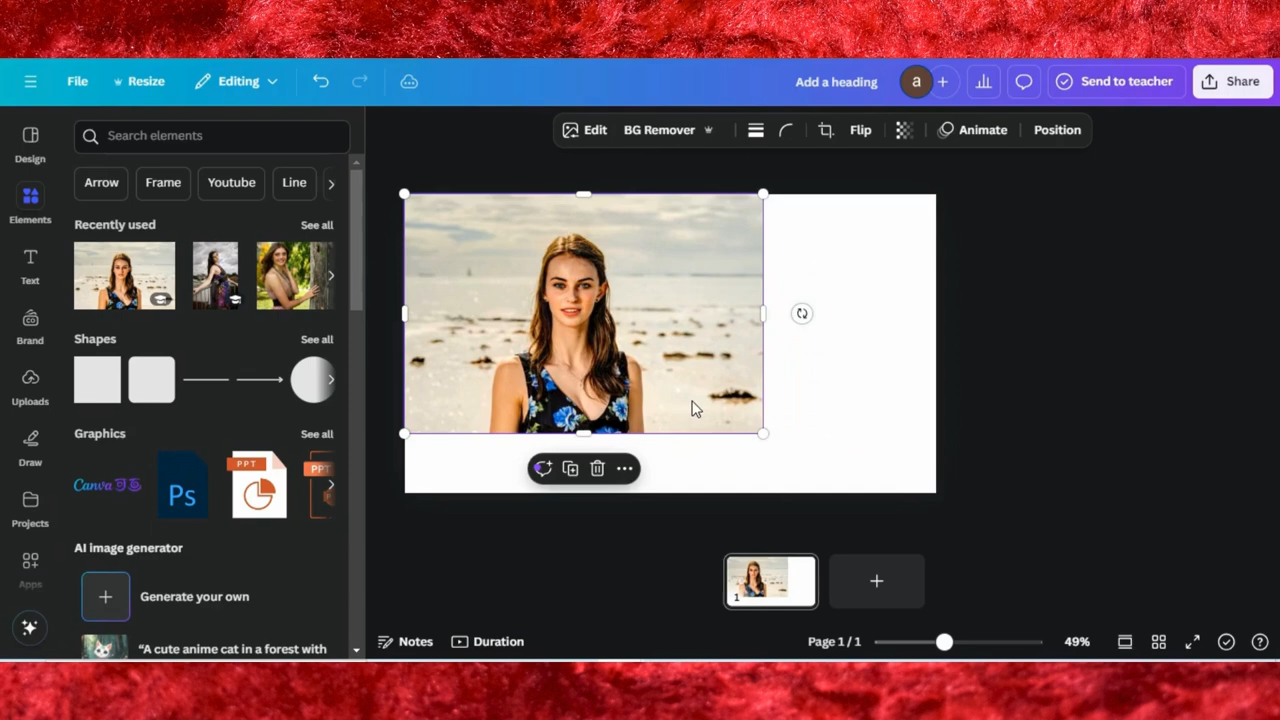 File
Resize
Editing
Add a heading
a
Send to teacher
Share
Design
Elements
Text
Brand
Uploads
Draw
Projects
Apps
Search elements
Arrow
Frame
Youtube
Line
Recently used
See all
Shapes
See all
Graphics
See all
Canva
Ps
PPT
PPT
AI image generator
Generate your own
"A cute anime cat in a forest with
Edit
BG Remover
Flip
Animate
Position
1
Notes
Duration
Page 1 / 1
49%